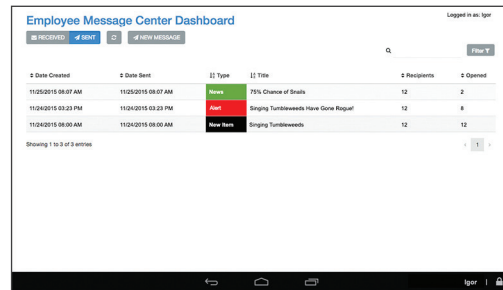 Employee Message Center Dashboard
Logged in as: Igor
RECEIVED SENT NEW MESSAGE
Filter
Date Created Date Sent Type Title Recipients Opened
11/25/2015 08:07 AM 11/25/2015 08:07 AM News 75% Chance of Snails 12 2
11/24/2015 03:23 PM 11/24/2015 03:23 PM Alert Singing Tumbleweeds Have Gone Rogue! 12 8
11/24/2015 08:00 AM 11/24/2015 08:00 AM New Item Singing Tumbleweeds 12 12
Showing 1 to 3 of 3 entries
‹ 1 ›
Igor |